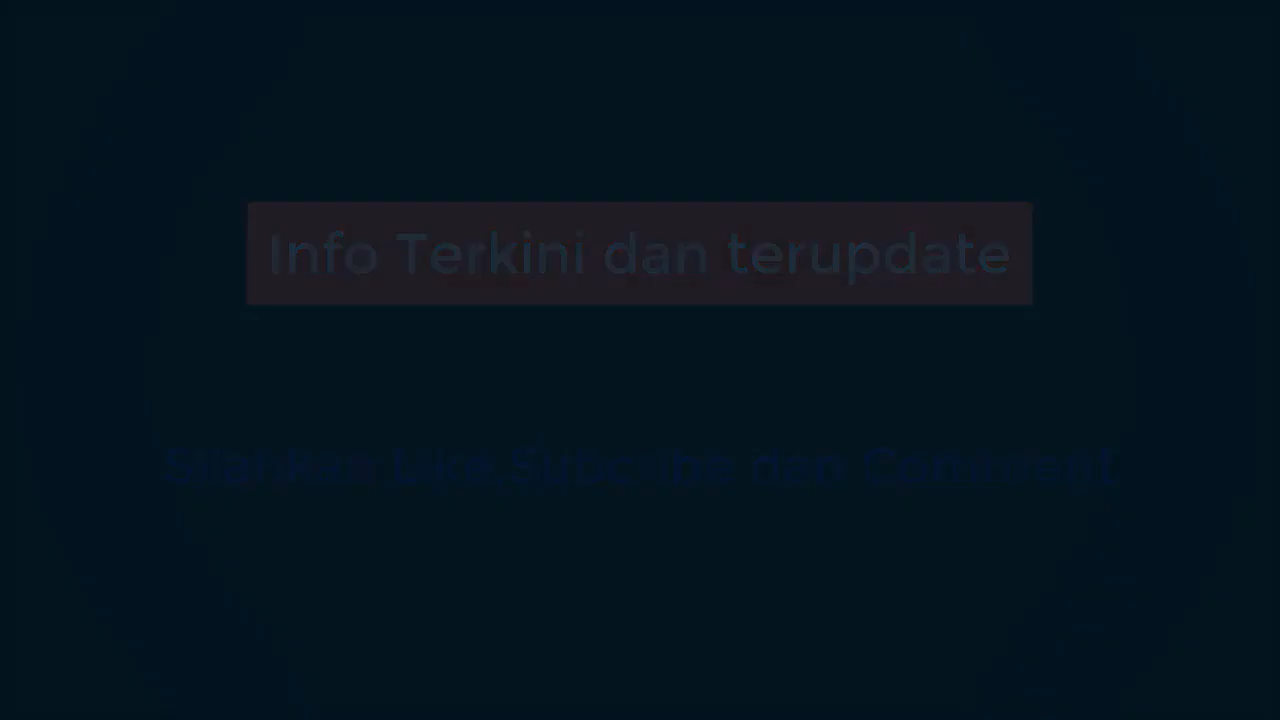 Info Terkini dan terupdate
Silahkan Like,Subcribe dan Comment